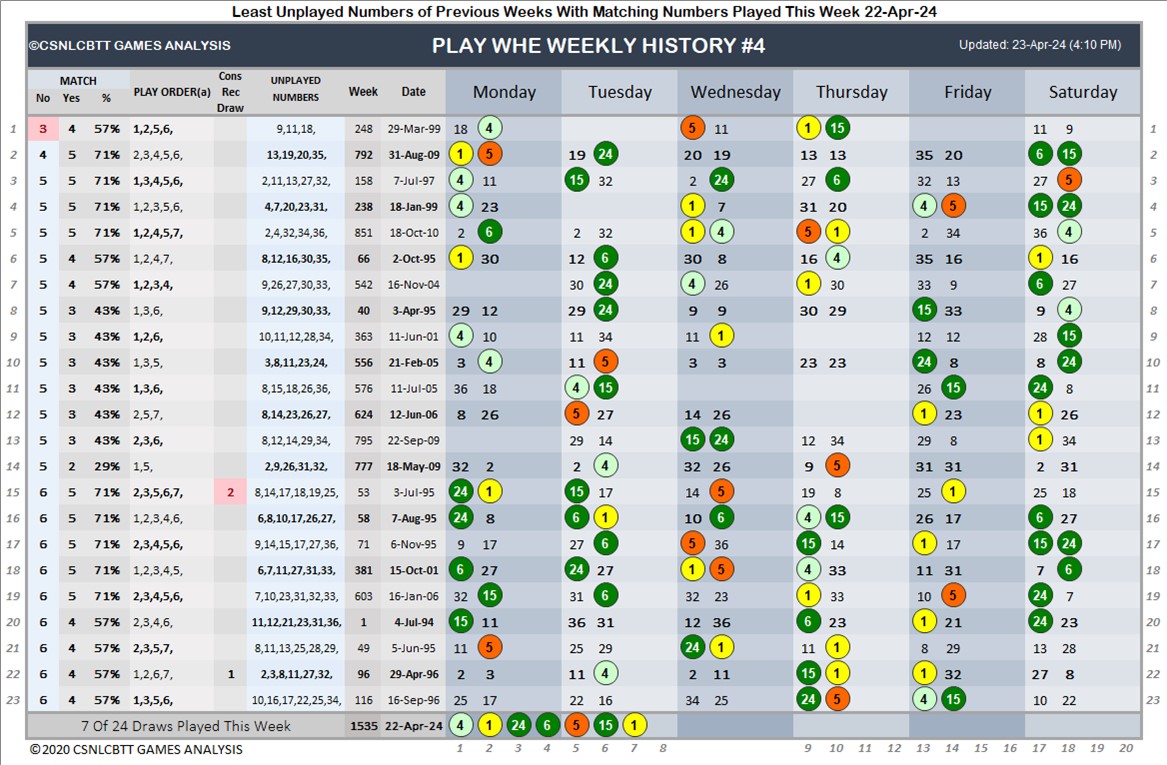 Least Unplayed Numbers of Previous Weeks With Matching Numbers Played This Week 22-Apr-24
©CSNLCBTT GAMES ANALYSIS PLAY WHE WEEKLY HISTORY #4 Updated: 23-Apr-24 (4:10 PM)
MATCH
No Yes % PLAY ORDER(a) Cons Rec Draw UNPLAYED NUMBERS Week Date Monday Tuesday Wednesday Thursday Friday Saturday
1 3 4 57% 1,2,5,6, 9,11,18, 248 29-Mar-99 18 4 5 11 1 15 11 9 1
2 4 5 71% 2,3,4,5,6, 13,19,20,35, 792 31-Aug-09 1 5 19 24 20 19 13 13 35 20 6 15 2
3 5 5 71% 1,3,4,5,6, 2,11,13,27,32, 158 7-Jul-97 4 11 15 32 2 24 27 6 32 13 27 5 3
4 5 5 71% 1,2,3,5,6, 4,7,20,23,31, 238 18-Jan-99 4 23 1 7 31 20 4 5 15 24 4
5 5 5 71% 1,2,4,5,7, 2,4,32,34,36, 851 18-Oct-10 2 6 2 32 1 4 5 1 2 34 36 4 5
6 5 4 57% 1,2,4,7, 8,12,16,30,35, 66 2-Oct-95 1 30 12 6 30 8 16 4 35 16 1 16 6
7 5 4 57% 1,2,3,4, 9,26,27,30,33, 542 16-Nov-04 30 24 4 26 1 30 33 9 6 27 7
8 5 3 43% 1,3,6, 9,12,29,30,33, 40 3-Apr-95 29 12 29 24 9 9 30 29 15 33 9 4 8
9 5 3 43% 1,2,6, 10,11,12,28,34, 363 11-Jun-01 4 10 11 34 11 1 12 12 28 15 9
10 5 3 43% 1,3,5, 3,8,11,23,24, 556 21-Feb-05 3 4 11 5 3 3 23 23 24 8 8 24 10
11 5 3 43% 1,3,6, 8,15,18,26,36, 576 11-Jul-05 36 18 4 15 26 15 24 8 11
12 5 3 43% 2,5,7, 8,14,23,26,27, 624 12-Jun-06 8 26 5 27 14 26 1 23 1 26 12
13 5 3 43% 2,3,6, 8,12,14,29,34, 795 22-Sep-09 29 14 15 24 12 34 29 8 1 34 13
14 5 2 29% 1,5, 2,9,26,31,32, 777 18-May-09 32 2 2 4 32 26 9 5 31 31 2 31 14
15 6 5 71% 2,3,5,6,7, 2 8,14,17,18,19,25, 53 3-Jul-95 24 1 15 17 14 5 19 8 25 1 25 18 15
16 6 5 71% 1,2,3,4,6, 6,8,10,17,26,27, 58 7-Aug-95 24 8 6 1 10 6 4 15 26 17 6 27 16
17 6 5 71% 2,3,4,5,6, 9,14,15,17,27,36, 71 6-Nov-95 9 17 27 6 5 36 15 14 1 17 15 24 17
18 6 5 71% 1,2,3,4,5, 6,7,11,27,31,33, 381 15-Oct-01 6 27 24 27 1 5 4 33 11 31 7 6 18
19 6 5 71% 2,3,4,5,6, 7,10,23,31,32,33, 603 16-Jan-06 32 15 31 6 32 23 1 33 10 5 24 7 19
20 6 4 57% 2,3,4,6, 11,12,21,23,31,36, 1 4-Jul-94 15 11 36 31 12 36 6 23 1 21 24 23 20
21 6 4 57% 2,3,5,7, 8,11,13,25,28,29, 49 5-Jun-95 11 5 25 29 24 1 11 1 8 29 13 28 21
22 6 4 57% 1,2,6,7, 1 2,3,8,11,27,32, 96 29-Apr-96 2 3 11 4 2 11 15 1 1 32 27 8 22
23 6 4 57% 1,3,5,6, 10,16,17,22,25,34, 116 16-Sep-96 25 17 22 16 34 25 24 5 4 15 10 22 23
7 Of 24 Draws Played This Week 1535 22-Apr-24 4 1 24 6 5 15 1
©2020 CSNLCBTT GAMES ANALYSIS 1 2 3 4 5 6 7 8 9 10 11 12 13 14 15 16 17 18 19 20